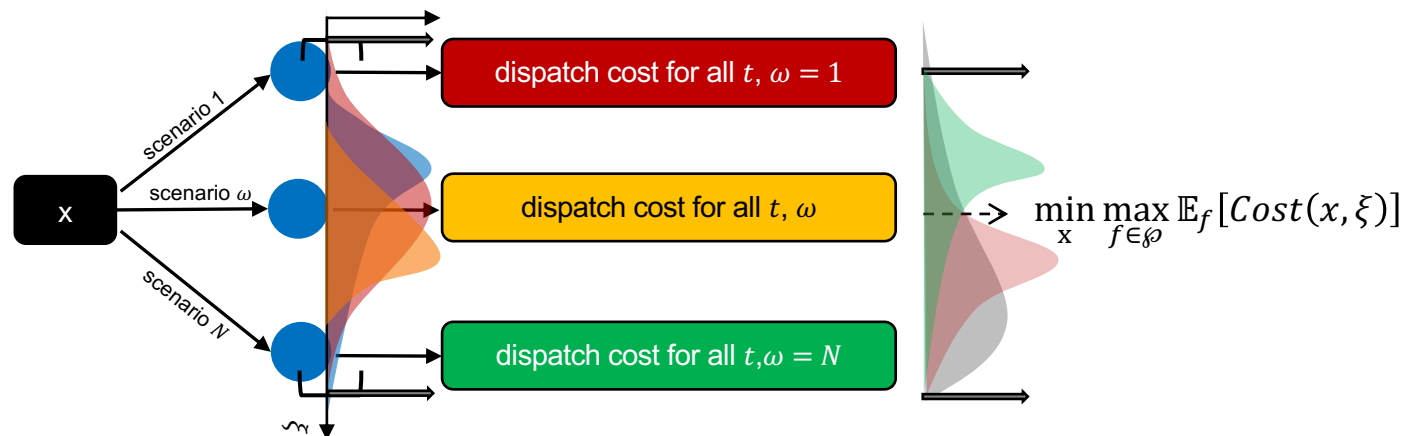 dispatch cost for all t, ω = 1
scenario 1
x
scenario ω
dispatch cost for all t, ω
min max 𝔼_f [Cost(x, ξ)]
x f∈℘
scenario N
dispatch cost for all t,ω = N
ξ